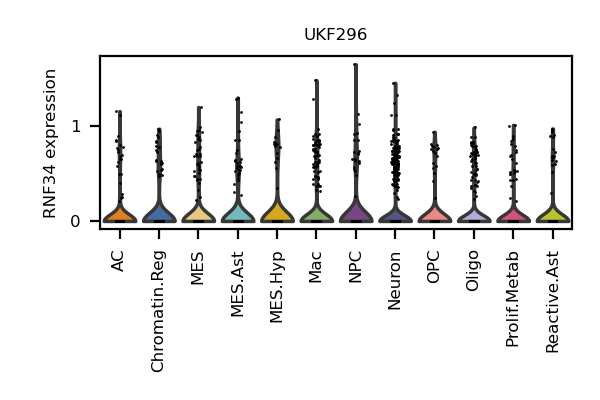 UKF296
RNF34 expression
1
0
AC
Chromatin.Reg
MES
MES.Ast
MES.Hyp
Mac
NPC
Neuron
OPC
Oligo
Prolif.Metab
Reactive.Ast